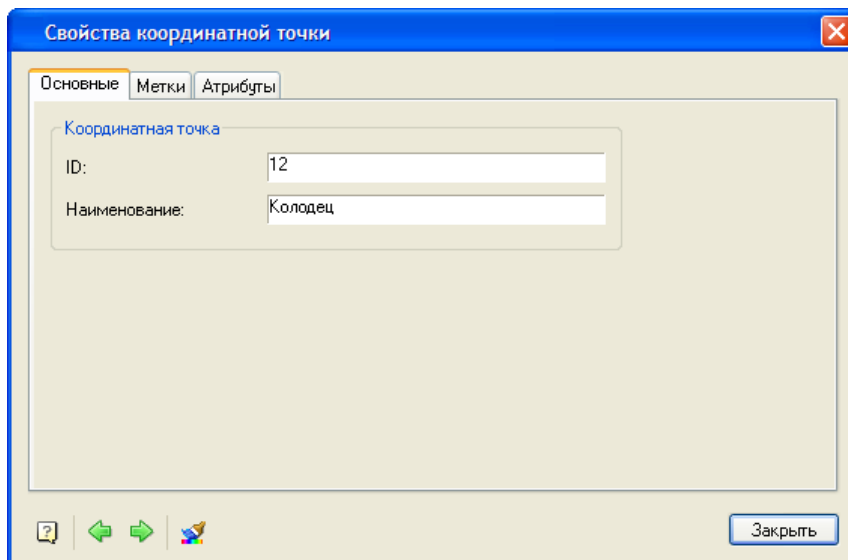 Свойства координатной точки
Основные Метки Атрибуты
Координатная точка
ID: 12
Наименование: Колодец
Закрыть